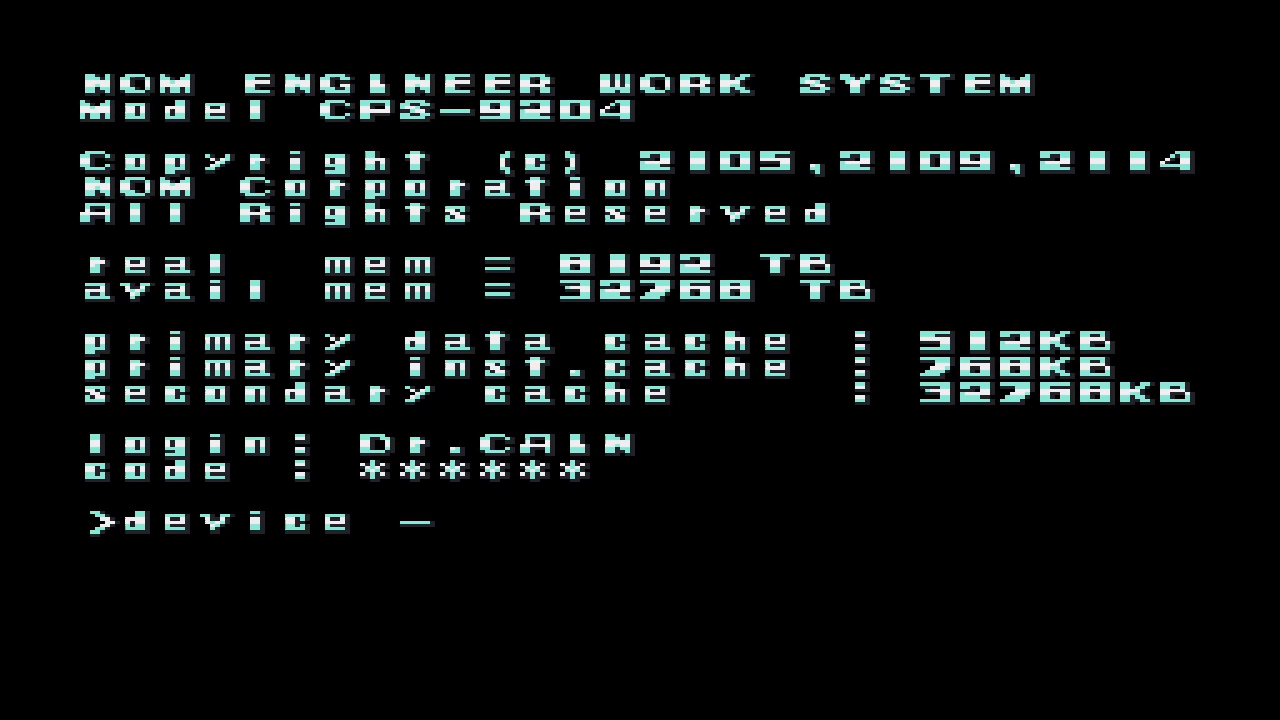 NOM ENGINEER WORK SYSTEM
Model CPS-9204
Copyright (c) 2105,2109,2114
NOM Corporation
All Rights Reserved
real mem = 8192 TB
avail mem = 32768 TB
primary data.cache : 512KB
primary inst.cache : 768KB
secondary cache : 32768KB
login: Dr.CAIN
code : ******
>device _